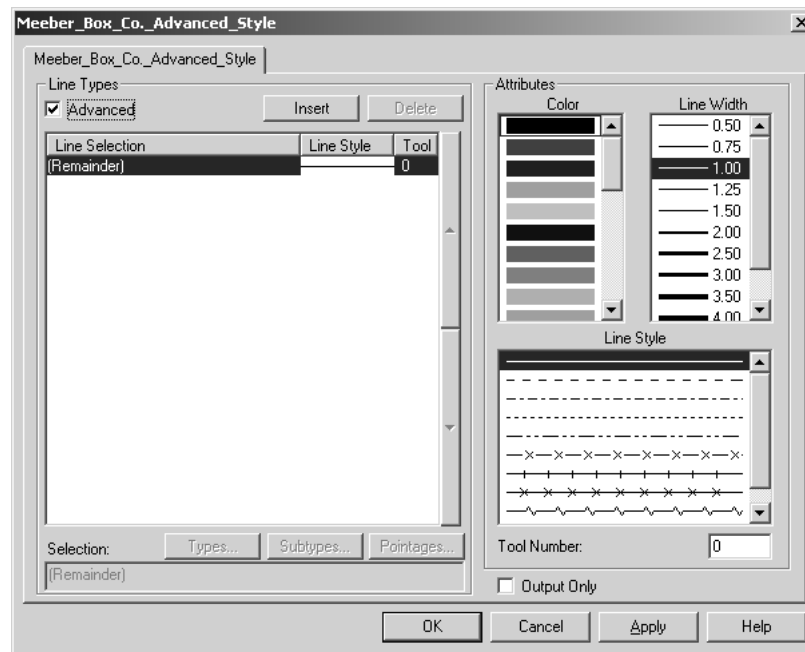 Meeber_Box_Co._Advanced_Style
Meeber_Box_Co._Advanced_Style
Line Types
Advanced
Insert
Delete
Line Selection Line Style Tool
(Remainder) 0
Selection:
Types...
Subtypes...
Pointages...
(Remainder)
Attributes
Color
Line Width
0.50
0.75
1.00
1.25
1.50
2.00
2.50
3.00
3.50
4.00
Line Style
Tool Number: 0
Output Only
OK
Cancel
Apply
Help